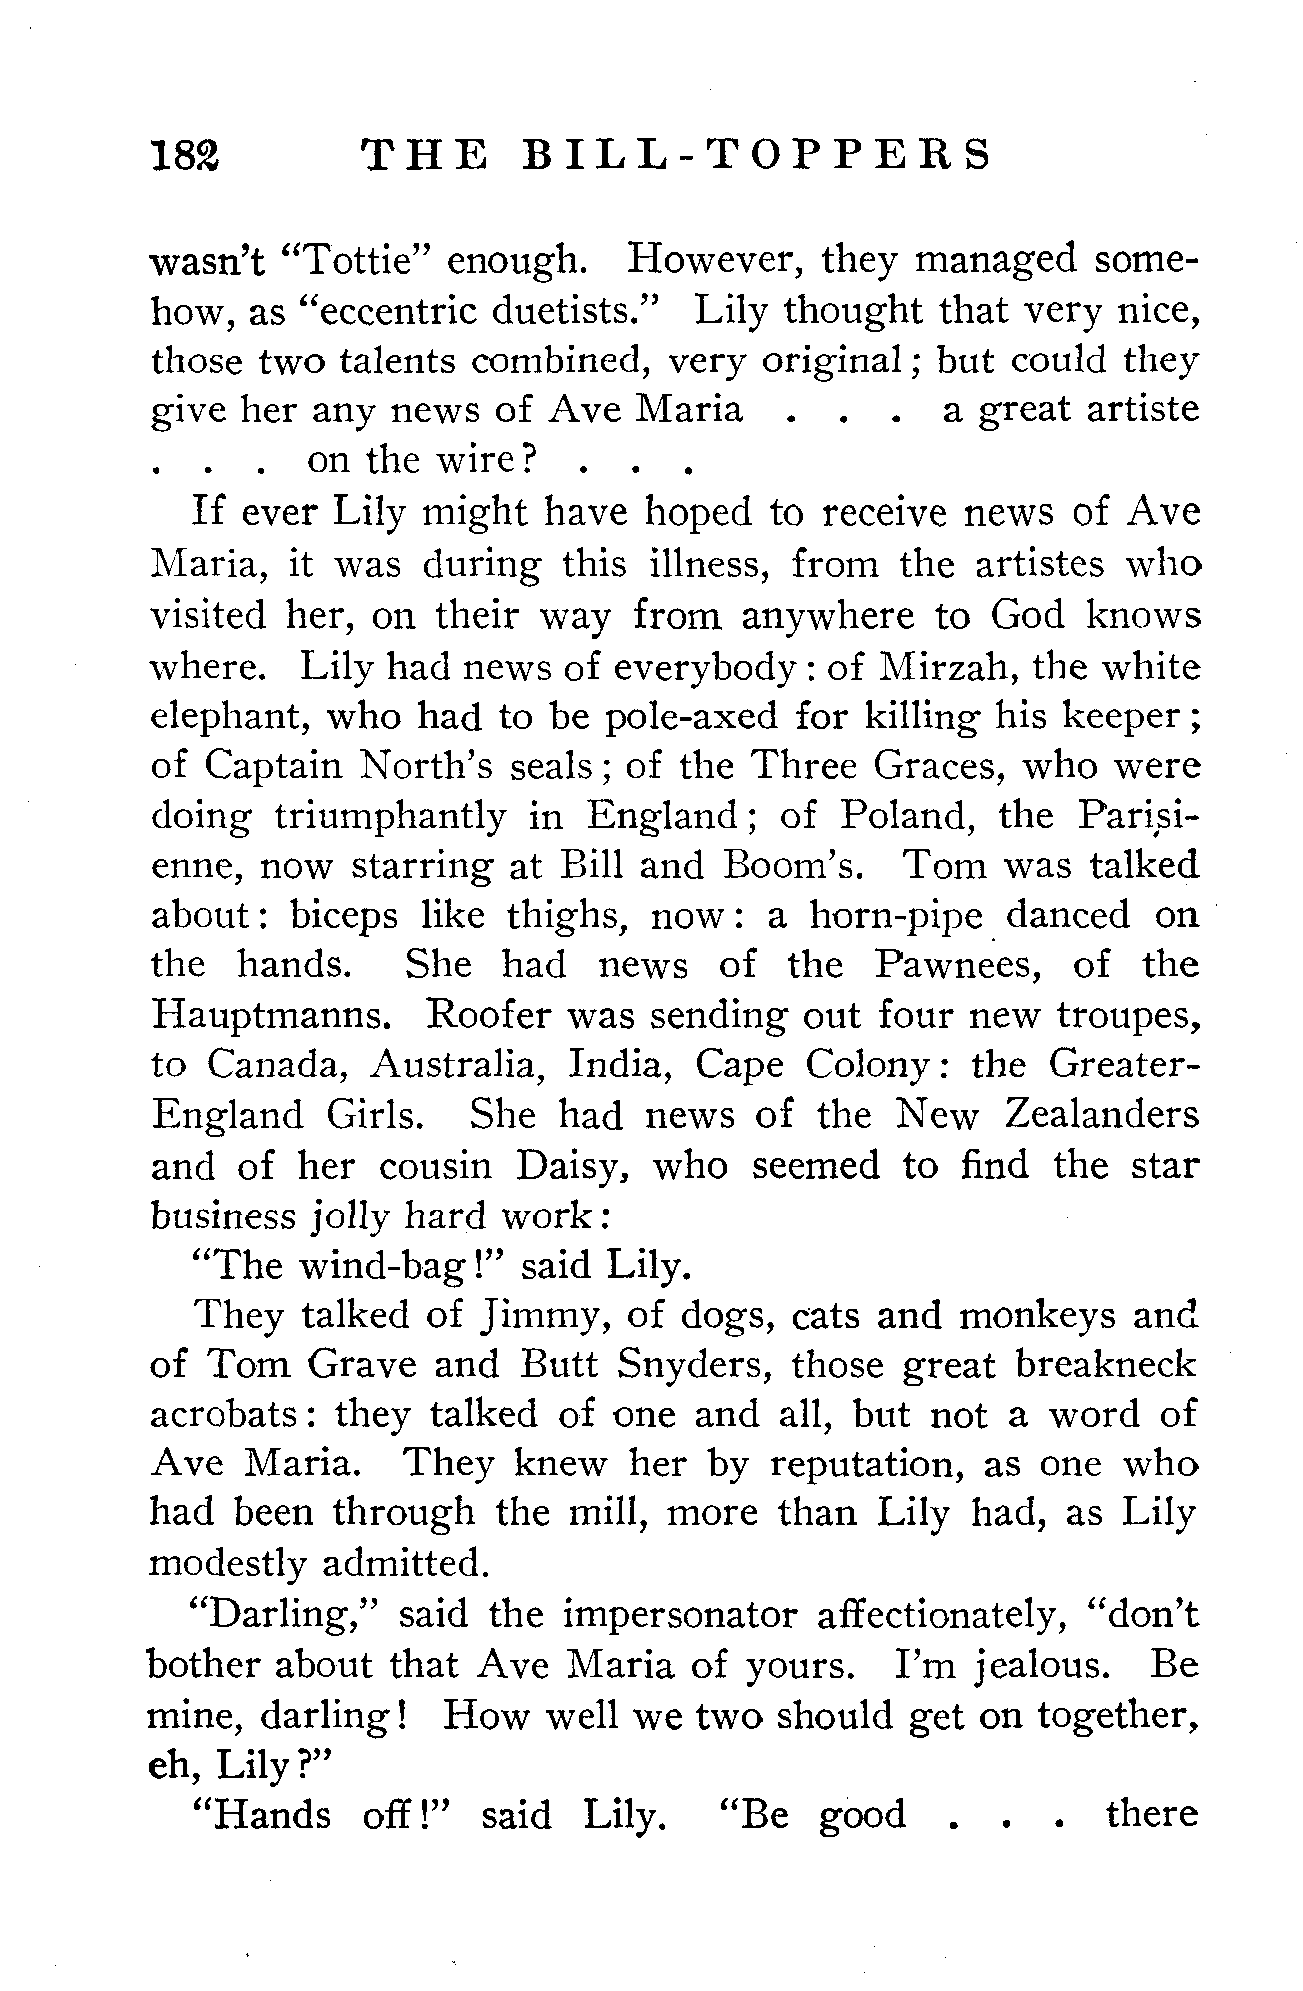 182 THE BILL-TOPPERS
wasn't "Tottie" enough. However, they managed some-
how, as "eccentric duetists." Lily thought that very nice,
those two talents combined, very original; but could they
give her any news of Ave Maria . . . a great artiste
. . . on the wire? . . .
If ever Lily might have hoped to receive news of Ave
Maria, it was during this illness, from the artistes who
visited her, on their way from anywhere to God knows
where. Lily had news of everybody: of Mirzah, the white
elephant, who had to be pole-axed for killing his keeper;
of Captain North's seals; of the Three Graces, who were
doing triumphantly in England; of Poland, the Parisi-
enne, now starring at Bill and Boom's. Tom was talked
about: biceps like thighs, now: a horn-pipe danced on
the hands. She had news of the Pawnees, of the
Hauptmanns. Roofer was sending out four new troupes,
to Canada, Australia, India, Cape Colony: the Greater-
England Girls. She had news of the New Zealanders
and of her cousin Daisy, who seemed to find the star
business jolly hard work:
"The wind-bag!" said Lily.
They talked of Jimmy, of dogs, cats and monkeys and
of Tom Grave and Butt Snyders, those great breakneck
acrobats: they talked of one and all, but not a word of
Ave Maria. They knew her by reputation, as one who
had been through the mill, more than Lily had, as Lily
modestly admitted.
"Darling," said the impersonator affectionately, "don't
bother about that Ave Maria of yours. I'm jealous. Be
mine, darling! How well we two should get on together,
eh, Lily?"
"Hands off!" said Lily. "Be good . . . there